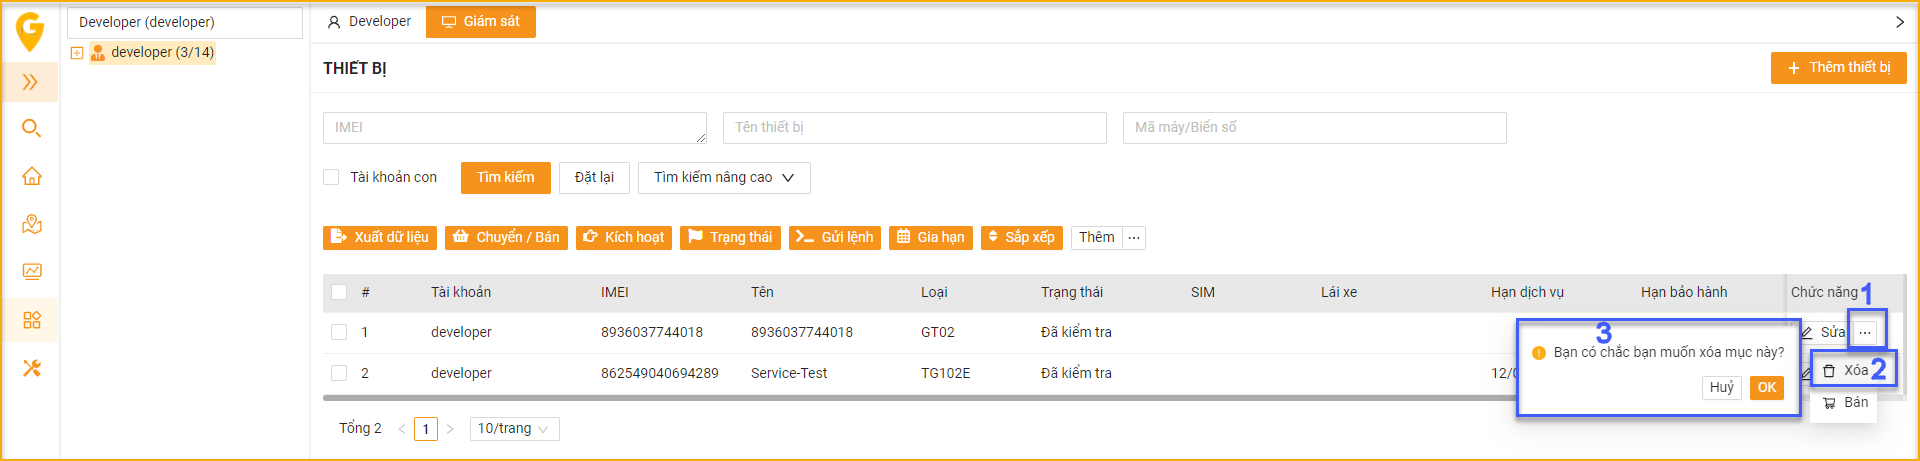 G
Developer (developer)
developer (3/14)
Developer
Giám sát
THIẾT BỊ
+ Thêm thiết bị
IMEI
Tên thiết bị
Mã máy/Biển số
Tài khoản con
Tìm kiếm
Đặt lại
Tìm kiếm nâng cao
Xuất dữ liệu
Chuyển / Bán
Kích hoạt
Trạng thái
Gửi lệnh
Gia hạn
Sắp xếp
Thêm ···
# Tài khoản IMEI Tên Loại Trạng thái SIM Lái xe Hạn dịch vụ Hạn bảo hành Chức năng
1
1 developer 8936037744018 8936037744018 GT02 Đã kiểm tra Sửa ···
3
Bạn có chắc bạn muốn xóa mục này?
Huỷ OK
2 developer 862549040694289 Service-Test TG102E Đã kiểm tra 12/0
Xóa 2
Bán
Tổng 2 < 1 > 10/trang